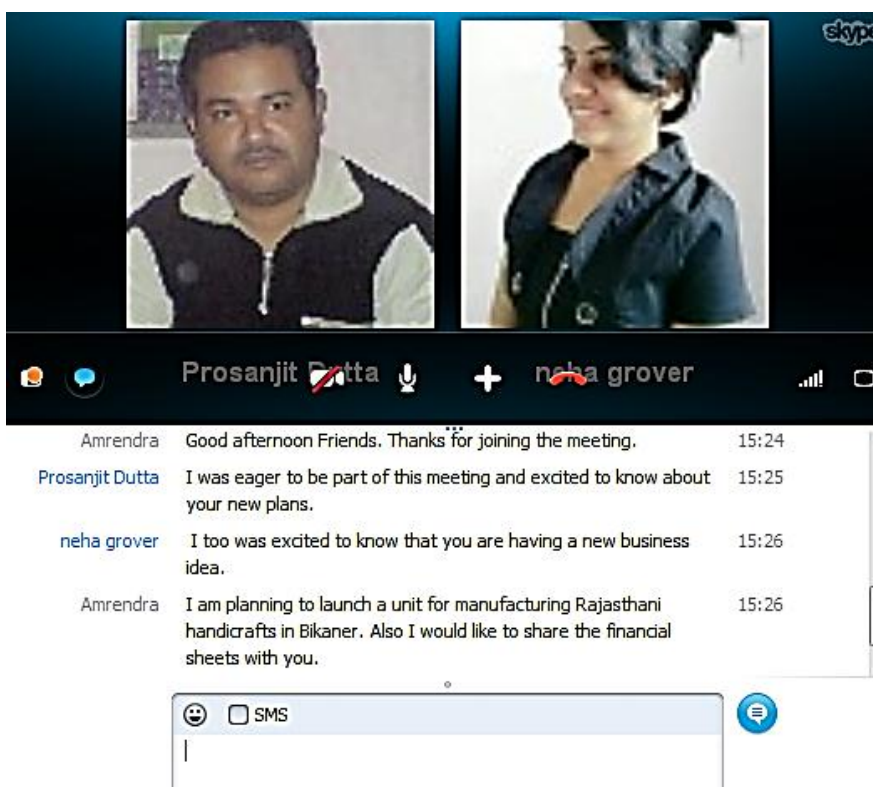 skype
Prosanjit Dutta neha grover
Amrendra Good afternoon Friends. Thanks for joining the meeting. 15:24
Prosanjit Dutta I was eager to be part of this meeting and excited to know about 15:25
your new plans.
neha grover I too was excited to know that you are having a new business 15:26
idea.
Amrendra I am planning to launch a unit for manufacturing Rajasthani 15:26
handicrafts in Bikaner. Also I would like to share the financial
sheets with you.
SMS